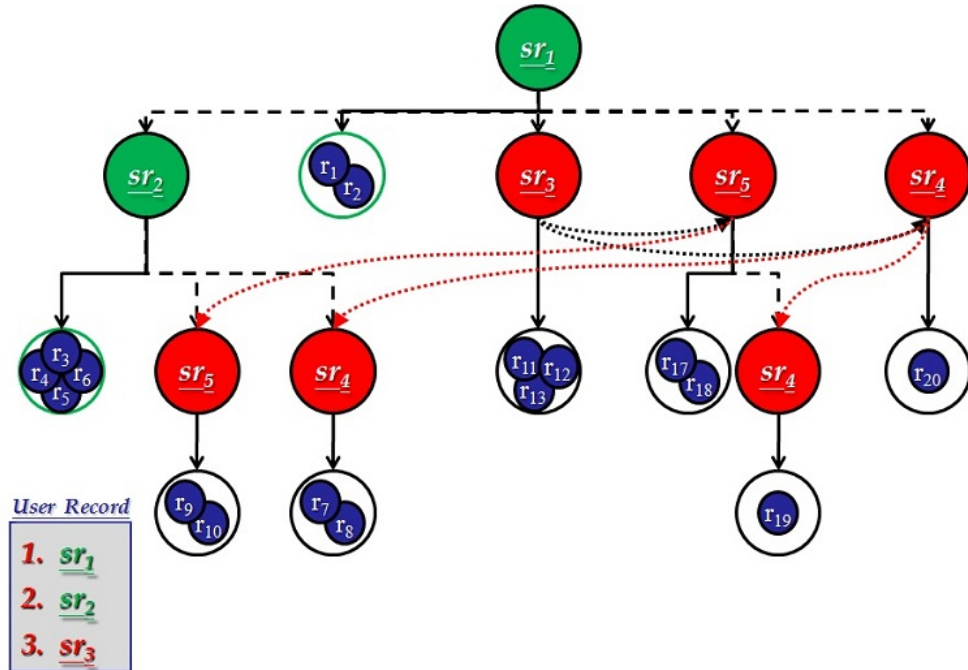 sr1
sr2
r1
r2
sr3
sr5
sr4
r3
r4
r6
r5
sr5
sr4
r11
r12
r13
r17
r18
sr4
r20
r9
r10
r7
r8
r19
User Record
1. sr1
2. sr2
3. sr3